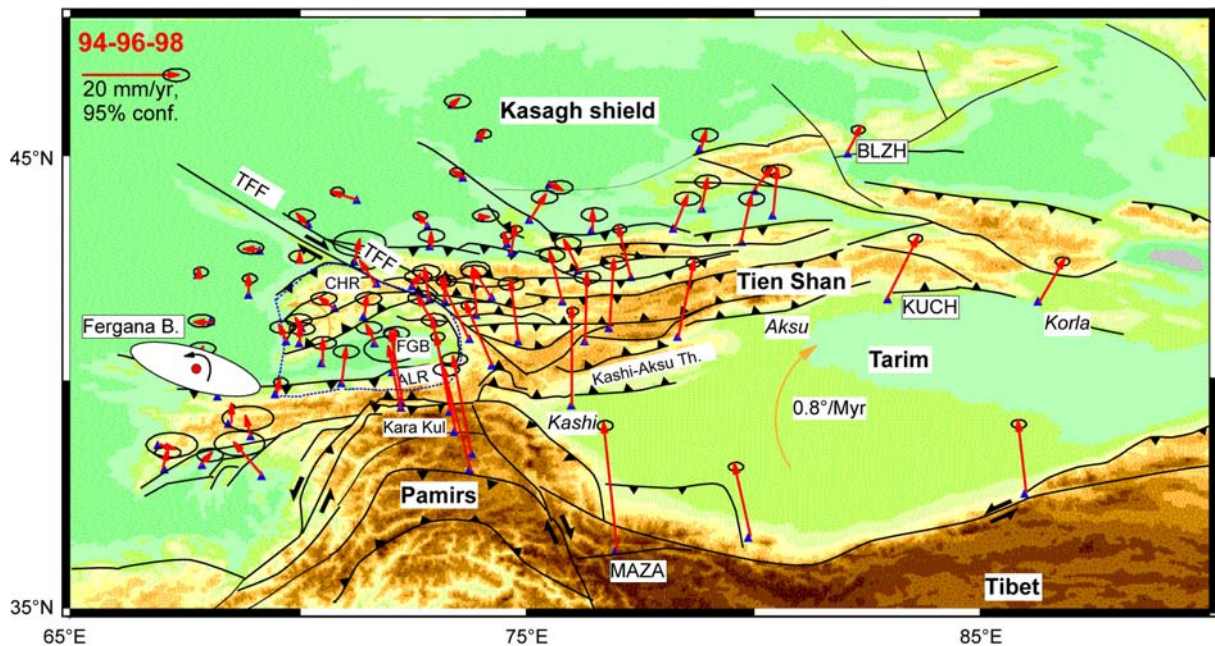 94-96-98
20 mm/yr,
95% conf.
Kasagh shield
45°N
BLZH
TFF
TFF
CHR
Tien Shan
KUCH
Korla
Fergana B.
FGB
Aksu
Tarim
ALR
Kashi-Aksu Th.
0.8°/Myr
Kara Kul
Kashi
Pamirs
MAZA
Tibet
35°N
65°E
75°E
85°E